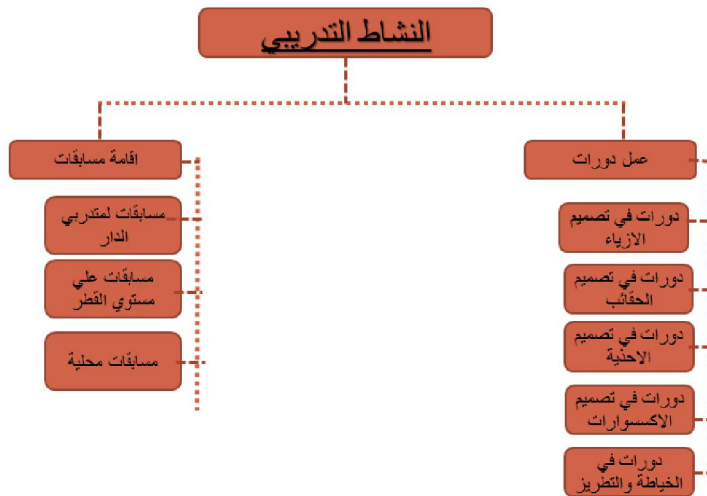 النشاط التدريبي
عمل دورات
دورات في تصميم
الازياء
دورات في تصميم
الحقائب
دورات في تصميم
الاحذية
دورات في تصميم
الاكسسوارات
دورات في
الخياطة والتطريز
اقامة مسابقات
مسابقات لمتدربي
الدار
مسابقات علي
مستوي القطر
مسابقات محلية